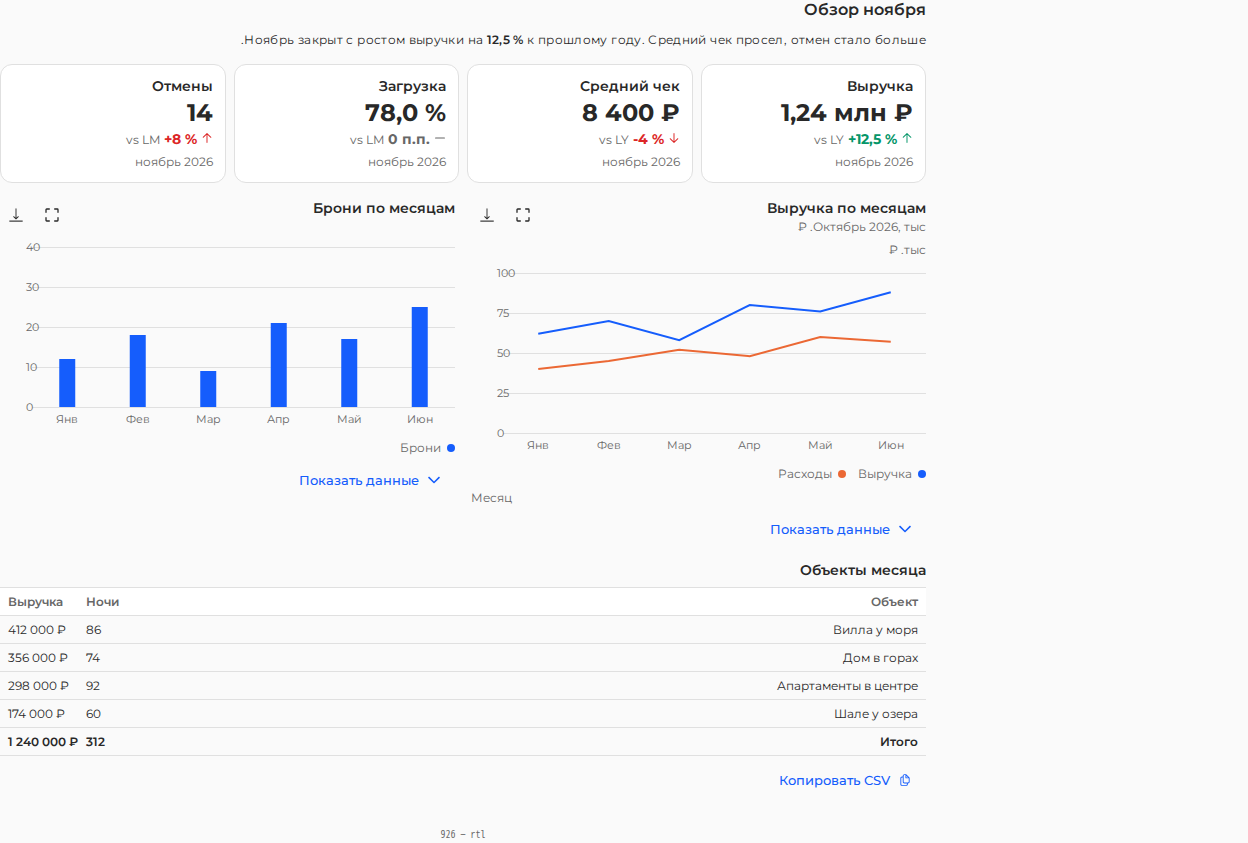 Обзор ноября
.Ноябрь закрыт с ростом выручки на 12,5 % к прошлому году. Средний чек просел, отмен стало больше
Выручка
1,24 млн ₽
vs LY +12,5 % ↑
ноябрь 2026
Средний чек
8 400 ₽
vs LY -4 % ↓
ноябрь 2026
Загрузка
78,0 %
vs LM 0 п.п. —
ноябрь 2026
Отмены
14
vs LM +8 % ↑
ноябрь 2026
Выручка по месяцам
₽ .Октябрь 2026, тыс
₽ .тыс
100
75
50
25
0
Янв Фев Мар Апр Май Июн
Расходы Выручка
Месяц
Показать данные
Брони по месяцам
40
30
20
10
0
Янв Фев Мар Апр Май Июн
Брони
Показать данные
Объекты месяца
Выручка Ночи Объект
412 000 ₽ 86 Вилла у моря
356 000 ₽ 74 Дом в горах
298 000 ₽ 92 Апартаменты в центре
174 000 ₽ 60 Шале у озера
1 240 000 ₽ 312 Итого
Копировать CSV
926 — rtl